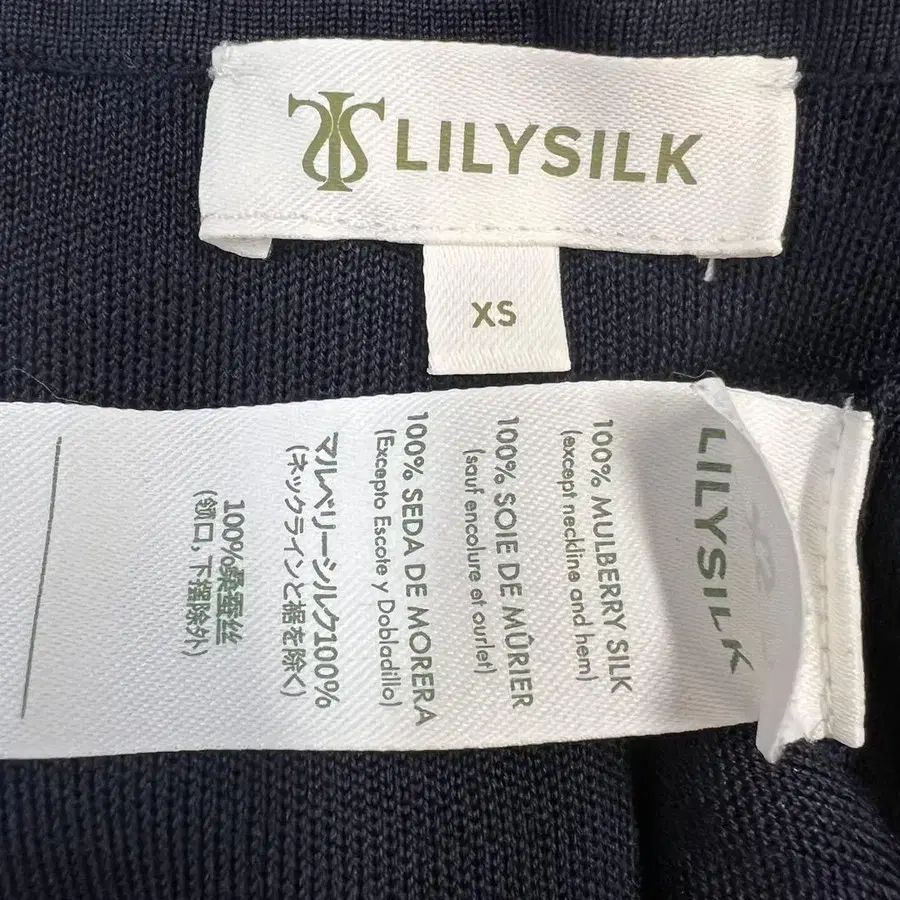 LILYSILK
XS
LILYSILK
100% MULBERRY SILK
(except neckline and hem)
100% SOIE DE MÛRIER
(sauf encolure et ourlet)
100% SEDA DE MORERA
(Excepto Escote y Dobladillo)
マルベリーシルク100%
(ネックラインと裾を除く)
100%桑蚕丝
(领口，下摆除外)